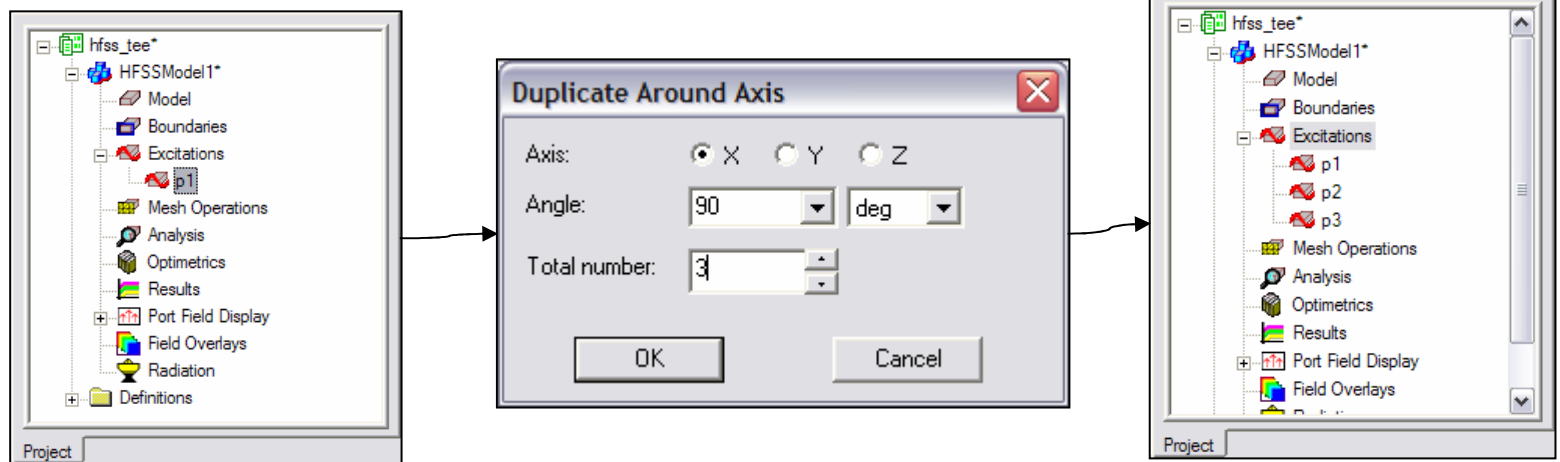 hfss_tee*
HFSSModel1*
Model
Boundaries
Excitations
p1
Mesh Operations
Analysis
Optimetrics
Results
Port Field Display
Field Overlays
Radiation
Definitions
Project
Duplicate Around Axis
Axis: X Y Z
Angle: 90 deg
Total number: 3
OK Cancel
hfss_tee*
HFSSModel1*
Model
Boundaries
Excitations
p1
p2
p3
Mesh Operations
Analysis
Optimetrics
Results
Port Field Display
Field Overlays
Project